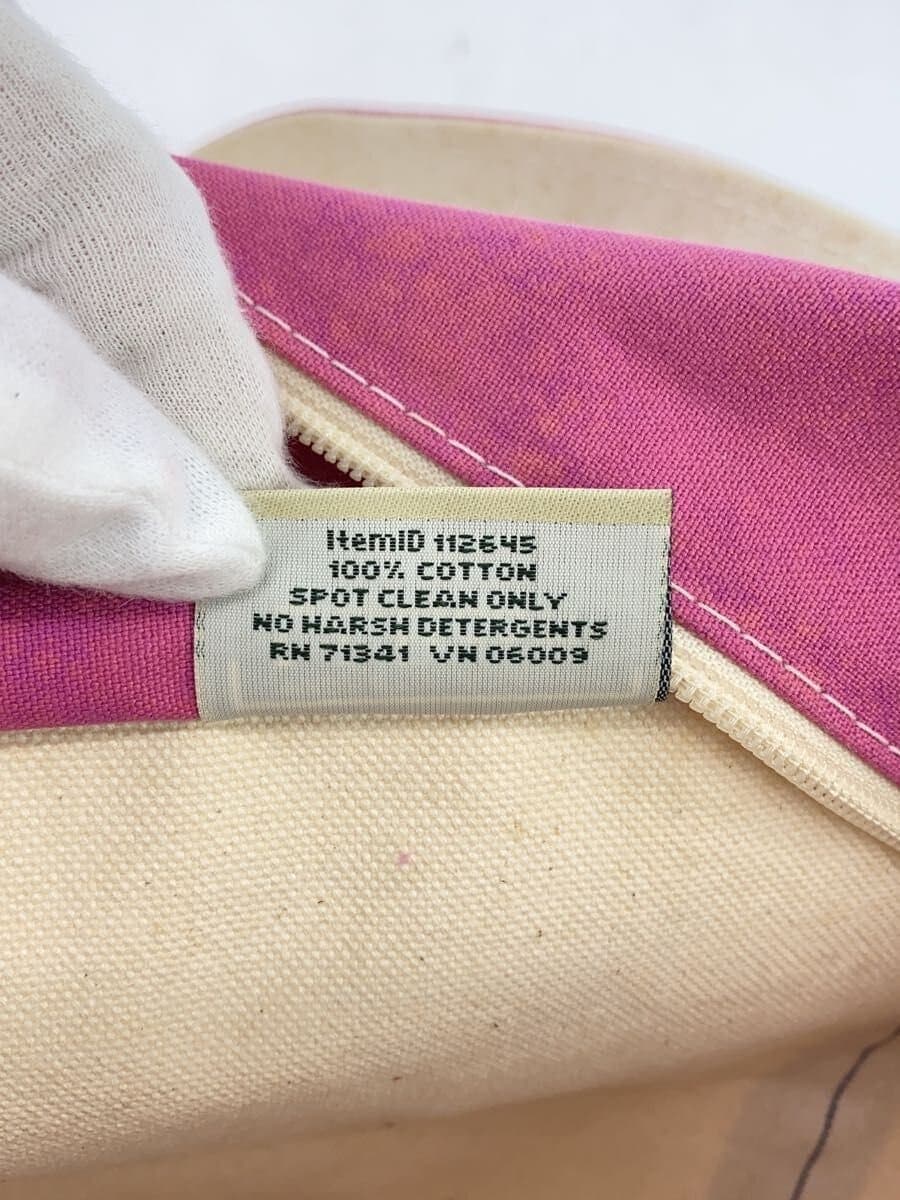 ItemID 112645
100% COTTON
SPOT CLEAN ONLY
NO HARSH DETERGENTS
RN 71341 VN 06009